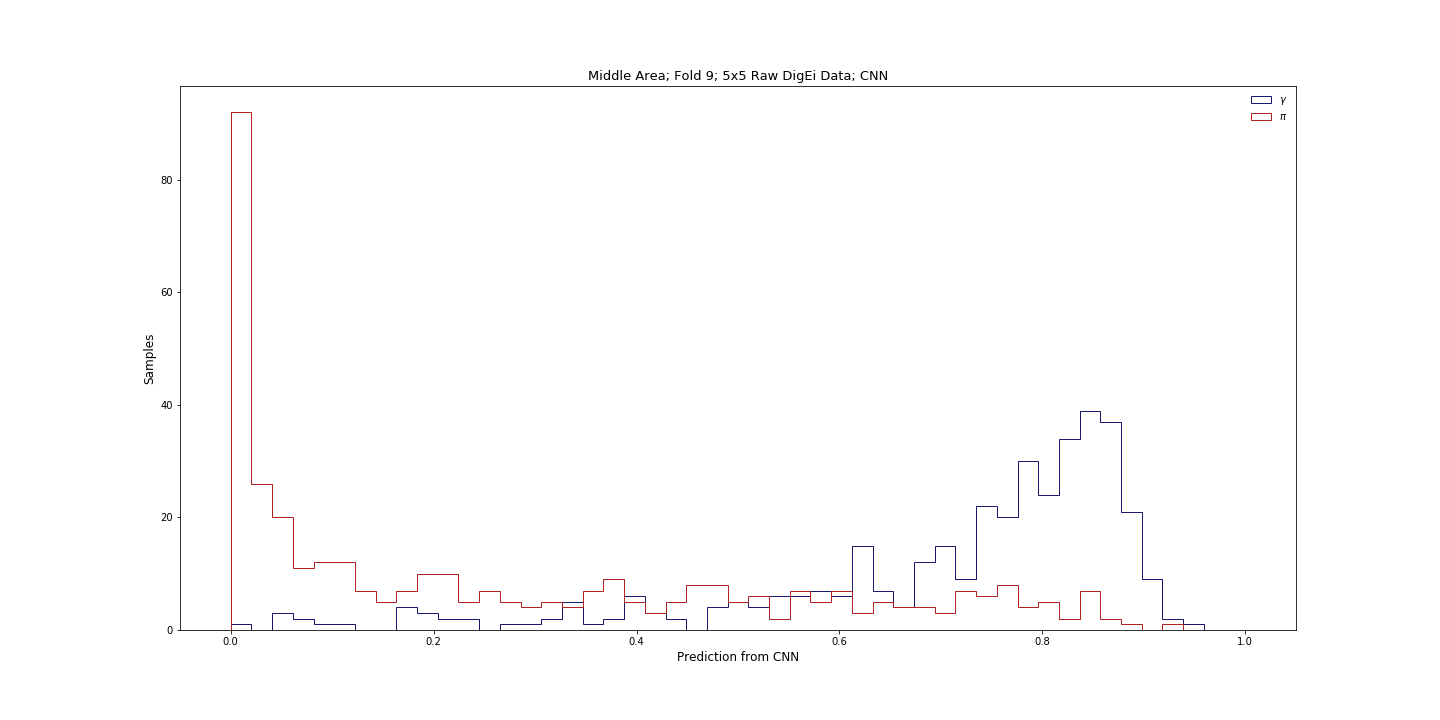 Middle Area; Fold 9; 5x5 Raw DigEi Data; CNN
γ
π
Samples
80
60
40
20
0
0.0 0.2 0.4 0.6 0.8 1.0
Prediction from CNN